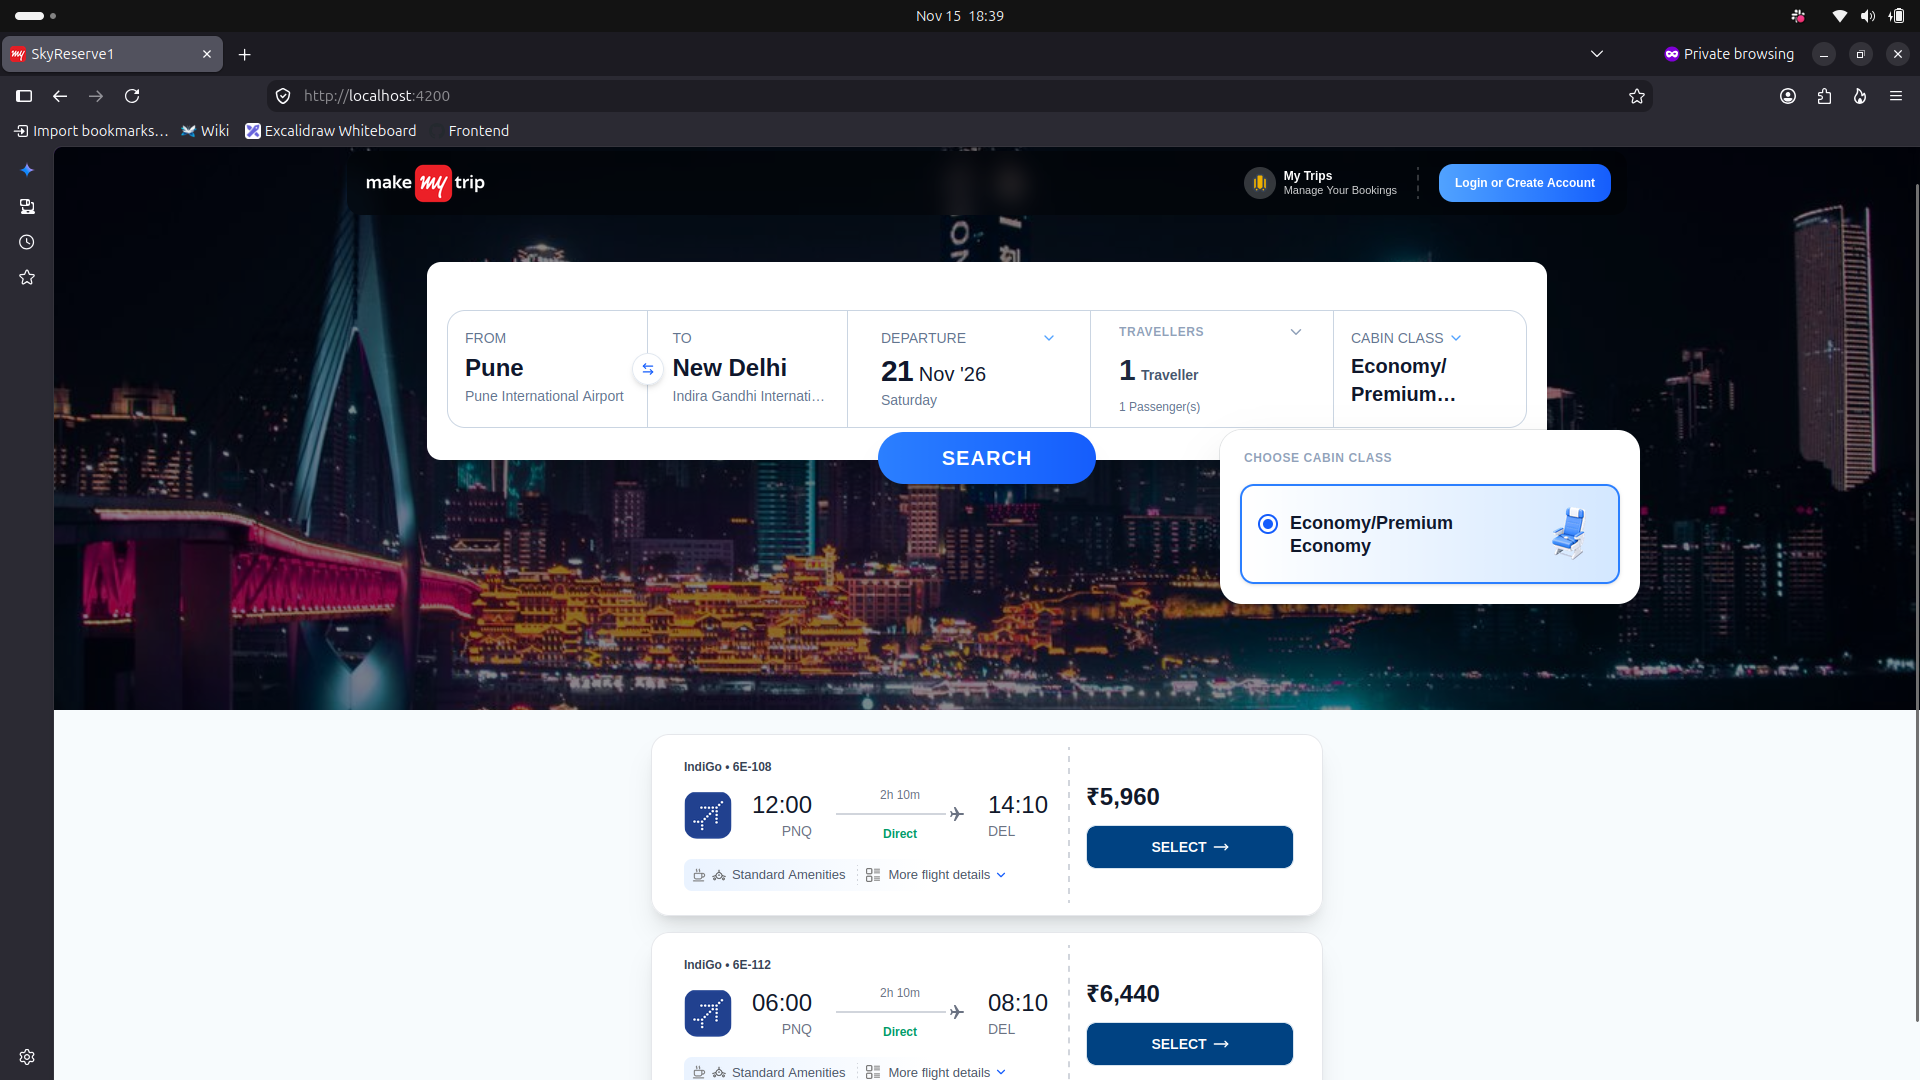 Nov 15 18:39
SkyReserve1
Private browsing
http://localhost:4200
Import bookmarks… Wiki Excalidraw Whiteboard Frontend
make my trip
My Trips
Manage Your Bookings
Login or Create Account
FROM
Pune
Pune International Airport
TO
New Delhi
Indira Gandhi Internati…
DEPARTURE
21 Nov '26
Saturday
TRAVELLERS
1 Traveller
1 Passenger(s)
CABIN CLASS
Economy/
Premium…
SEARCH
CHOOSE CABIN CLASS
Economy/Premium
Economy
IndiGo • 6E-108
12:00
PNQ
2h 10m
Direct
14:10
DEL
Standard Amenities
More flight details
₹5,960
SELECT
IndiGo • 6E-112
06:00
PNQ
2h 10m
Direct
08:10
DEL
Standard Amenities
More flight details
₹6,440
SELECT